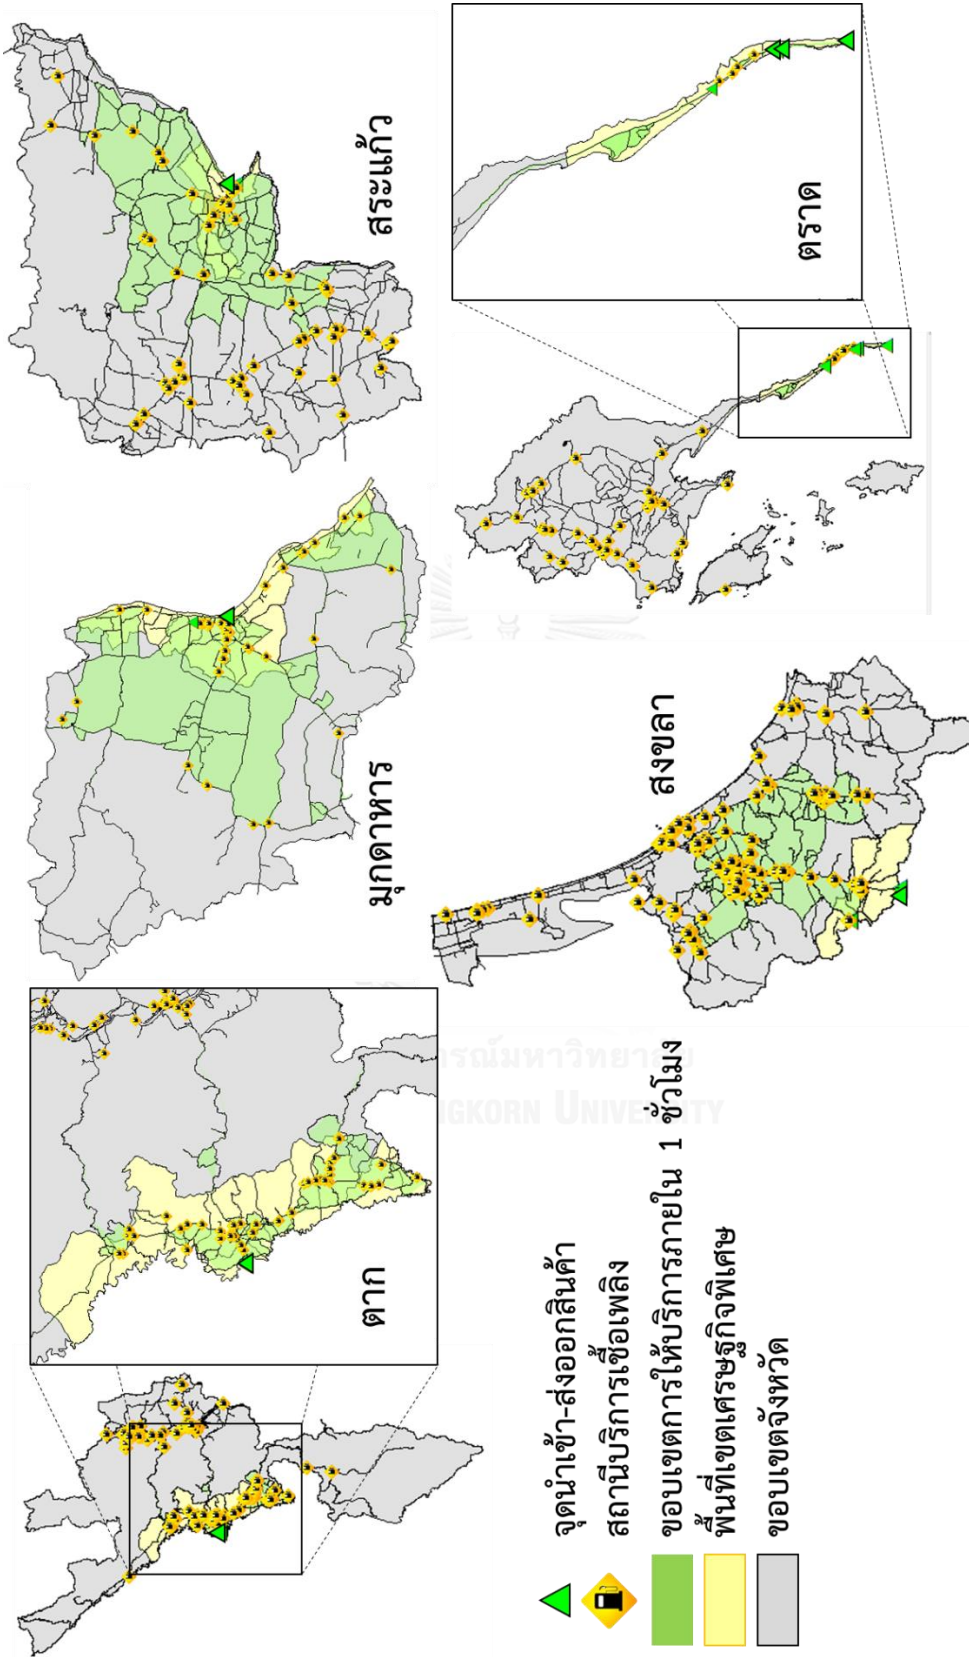 ตาก
มุกดาหาร
สระแก้ว
สงขลา
ตราด
จุดนำเข้า-ส่งออกสินค้า
สถานีบริการเชื้อเพลิง
ขอบเขตการให้บริการภายใน 1 ชั่วโมง
พื้นที่เขตเศรษฐกิจพิเศษ
ขอบเขตจังหวัด